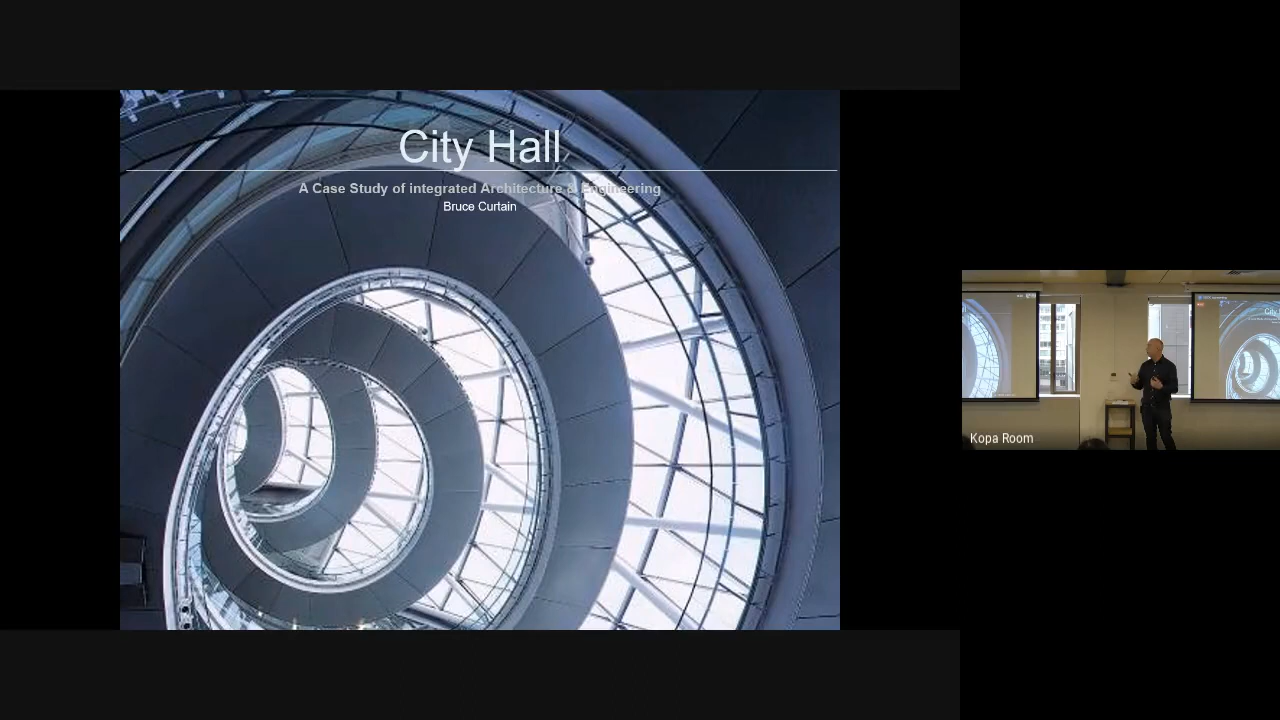 City Hall
A Case Study of integrated Architecture & Engineering
Bruce Curtain
Kopa Room